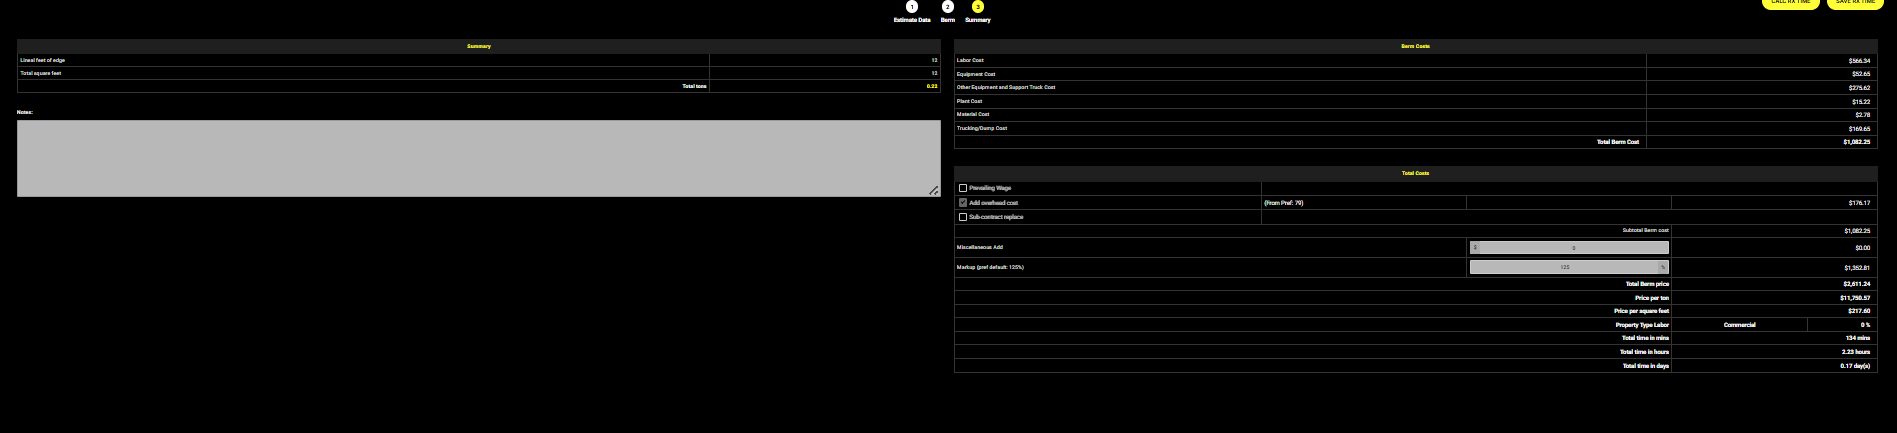 1 2 3
Estimate Data Berm Summary
CALL RX TIME SAVE RX TIME
Summary
Lineal feet of edge 12
Total square feet 12
Total tons 0.22
Notes:
Berm Costs
Labor Cost $566.34
Equipment Cost $52.65
Other Equipment and Support Truck Cost $275.62
Plant Cost $15.22
Material Cost $2.78
Trucking/Dump Cost $169.65
Total Berm Cost $1,082.25
Total Costs
Prevailing Wage
Add overhead cost (From Pref: 79) $176.17
Sub-contract replace
Subtotal Berm cost $1,082.25
Miscellaneous Add $ 0 $0.00
Markup (pref default: 125%) 125 % $1,352.81
Total Berm price $2,611.24
Price per ton $11,750.57
Price per square feet $217.60
Property Type Labor Commercial 0 %
Total time in mins 134 mins
Total time in hours 2.23 hours
Total time in days 0.17 day(s)